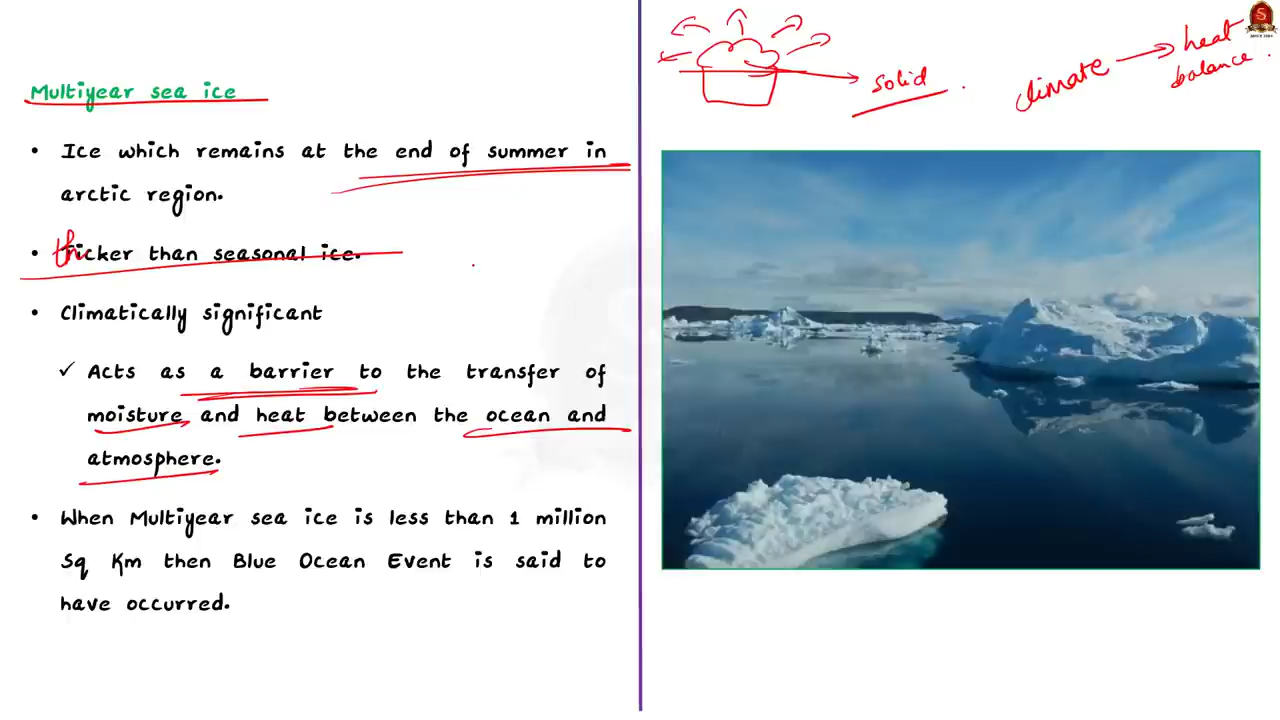 Multiyear sea ice
• Ice which remains at the end of summer in
arctic region.
• thicker than seasonal ice.
• Climatically significant
✓ Acts as a barrier to the transfer of
moisture and heat between the ocean and
atmosphere.
• When Multiyear sea ice is less than 1 million
Sq Km then Blue Ocean Event is said to
have occurred.
solid
climate → heat
balance.
S